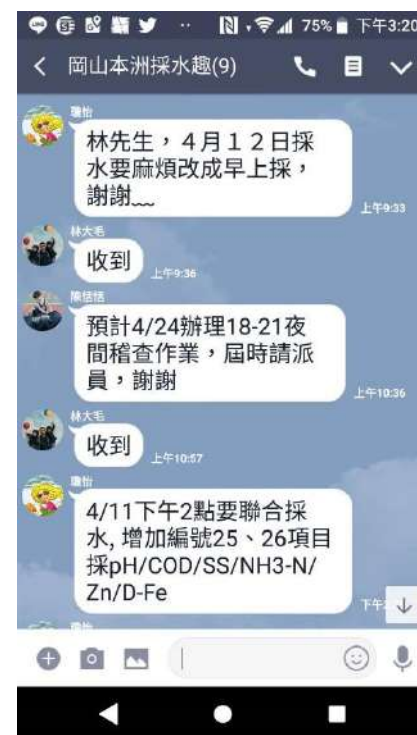 75% 下午3:20
岡山本洲採水趣(9)
瓊怡
林先生，４月１２日採
水要麻煩改成早上採，
謝謝﹏
上午9:33
林大毛
收到
上午9:36
陳恬恬
預計4/24辦理18-21夜
間稽查作業，屆時請派
員，謝謝
上午10:36
林大毛
收到
上午10:57
瓊怡
4/11下午2點要聯合採
水, 增加編號25、26項目
採pH/COD/SS/NH3-N/
Zn/D-Fe